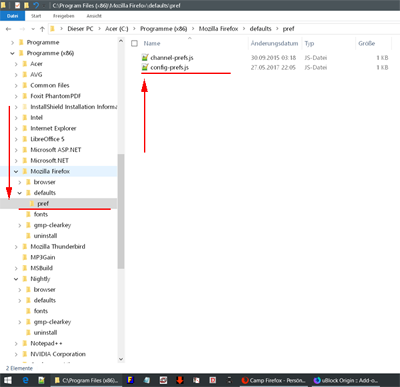 C:\Program Files (x86)\Mozilla Firefox\defaults\pref
Datei Start Freigeben Ansicht
Dieser PC › Acer (C:) › Programme (x86) › Mozilla Firefox › defaults › pref
Name Änderungsdatum Typ Größe
channel-prefs.js 30.09.2015 03:18 JS-Datei 1 KB
config-prefs.js 27.05.2017 22:05 JS-Datei 1 KB
Programme
Programme (x86)
Acer
AVG
Common Files
Foxit PhantomPDF
InstallShield Installation Informa
Intel
Internet Explorer
LibreOffice 5
Microsoft ASP.NET
Microsoft.NET
Mozilla Firefox
browser
defaults
pref
fonts
gmp-clearkey
uninstall
Mozilla Thunderbird
MP3Gain
MSBuild
Nightly
browser
defaults
fonts
gmp-clearkey
uninstall
Notepad++
NVIDIA Corporation
2 Elemente
C:\Program Files (x86)...
Camp Firefox - Persön...
uBlock Origin :: Add-o...